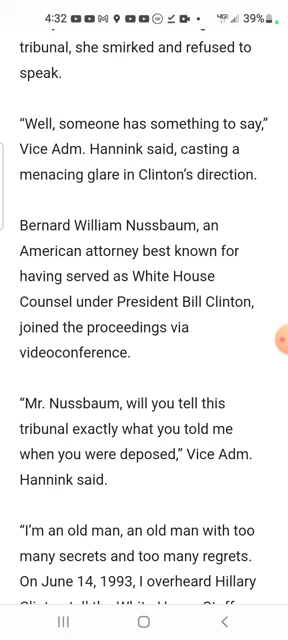 4:32
39%
tribunal, she smirked and refused to
speak.
“Well, someone has something to say,”
Vice Adm. Hannink said, casting a
menacing glare in Clinton’s direction.
Bernard William Nussbaum, an
American attorney best known for
having served as White House
Counsel under President Bill Clinton,
joined the proceedings via
videoconference.
“Mr. Nussbaum, will you tell this
tribunal exactly what you told me
when you were deposed,” Vice Adm.
Hannink said.
“I’m an old man, an old man with too
many secrets and too many regrets.
On June 14, 1993, I overheard Hillary